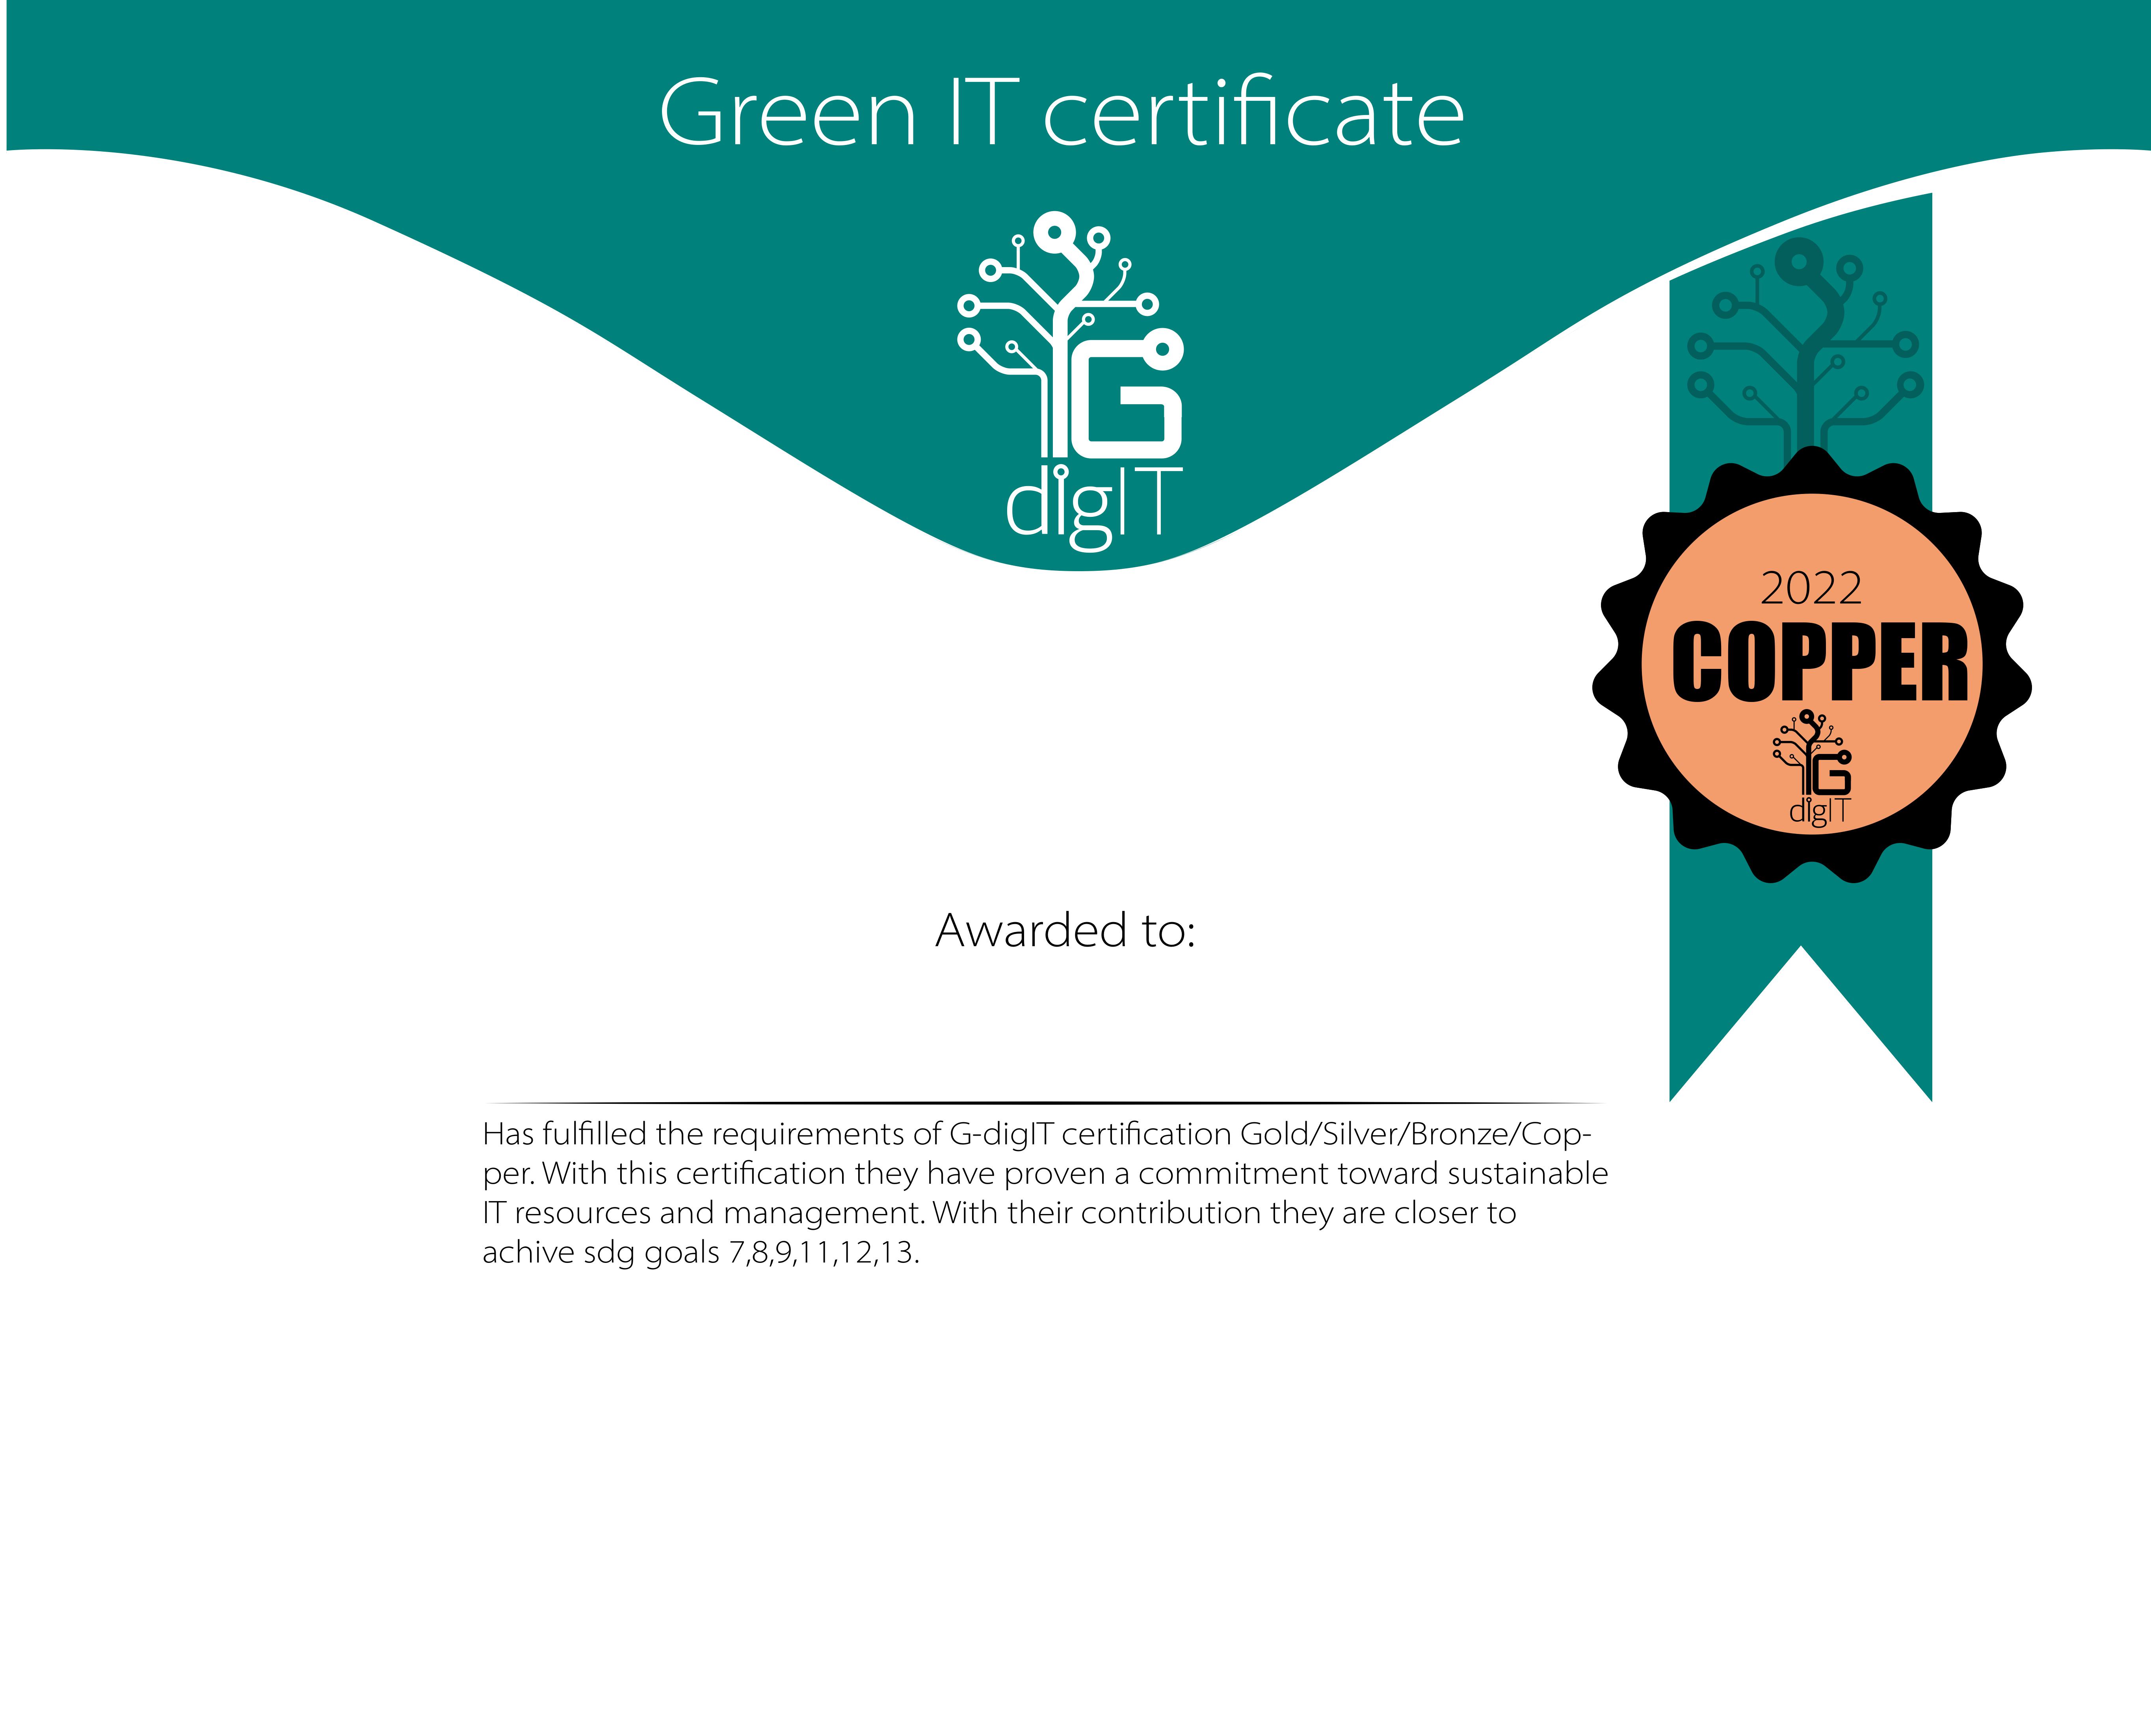 Green IT certificate
G
digIT
2022
COPPER
G
digIT
Awarded to:
Has fulfilled the requirements of G-digIT certification Gold/Silver/Bronze/Cop-
per. With this certification they have proven a commitment toward sustainable
IT resources and management. With their contribution they are closer to
achive sdg goals 7,8,9,11,12,13.